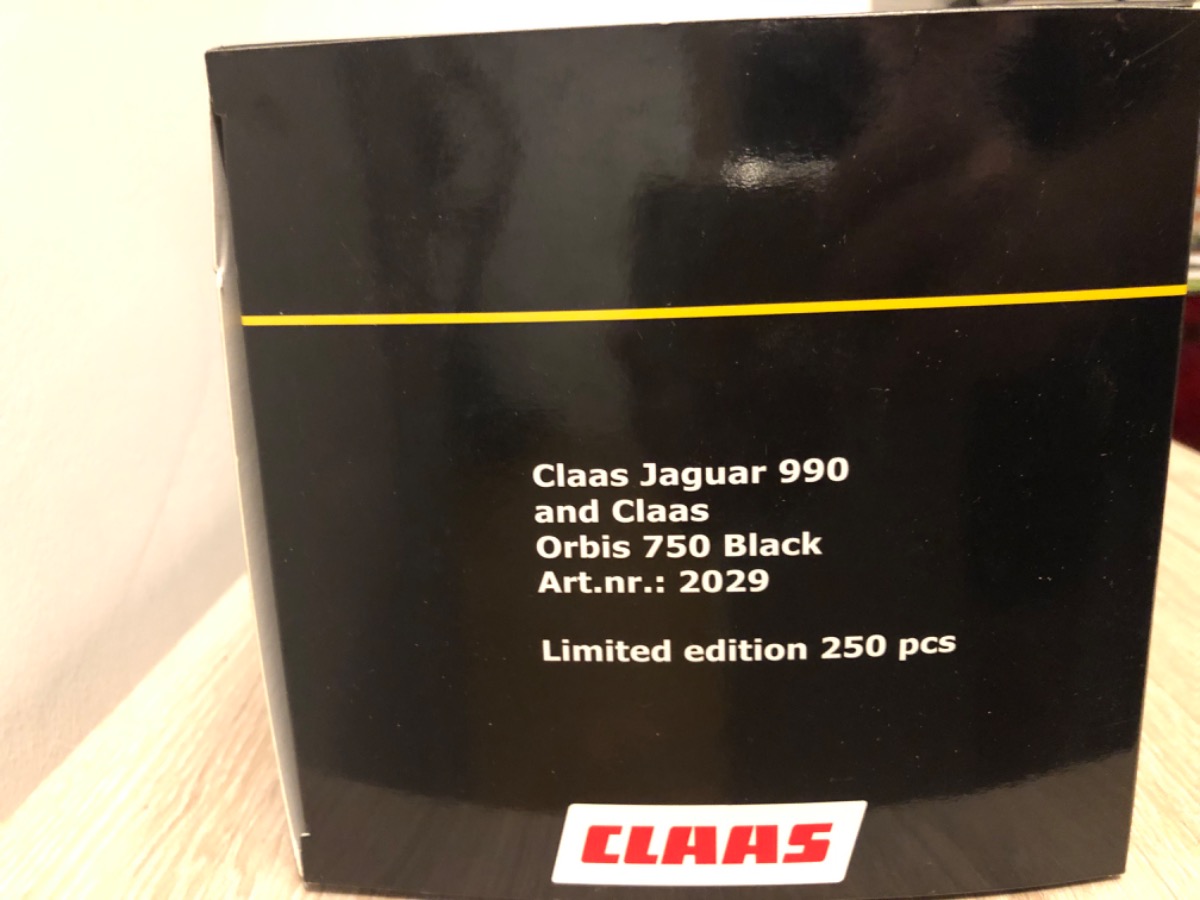 Claas Jaguar 990
and Claas
Orbis 750 Black
Art.nr.: 2029
Limited edition 250 pcs
CLAAS